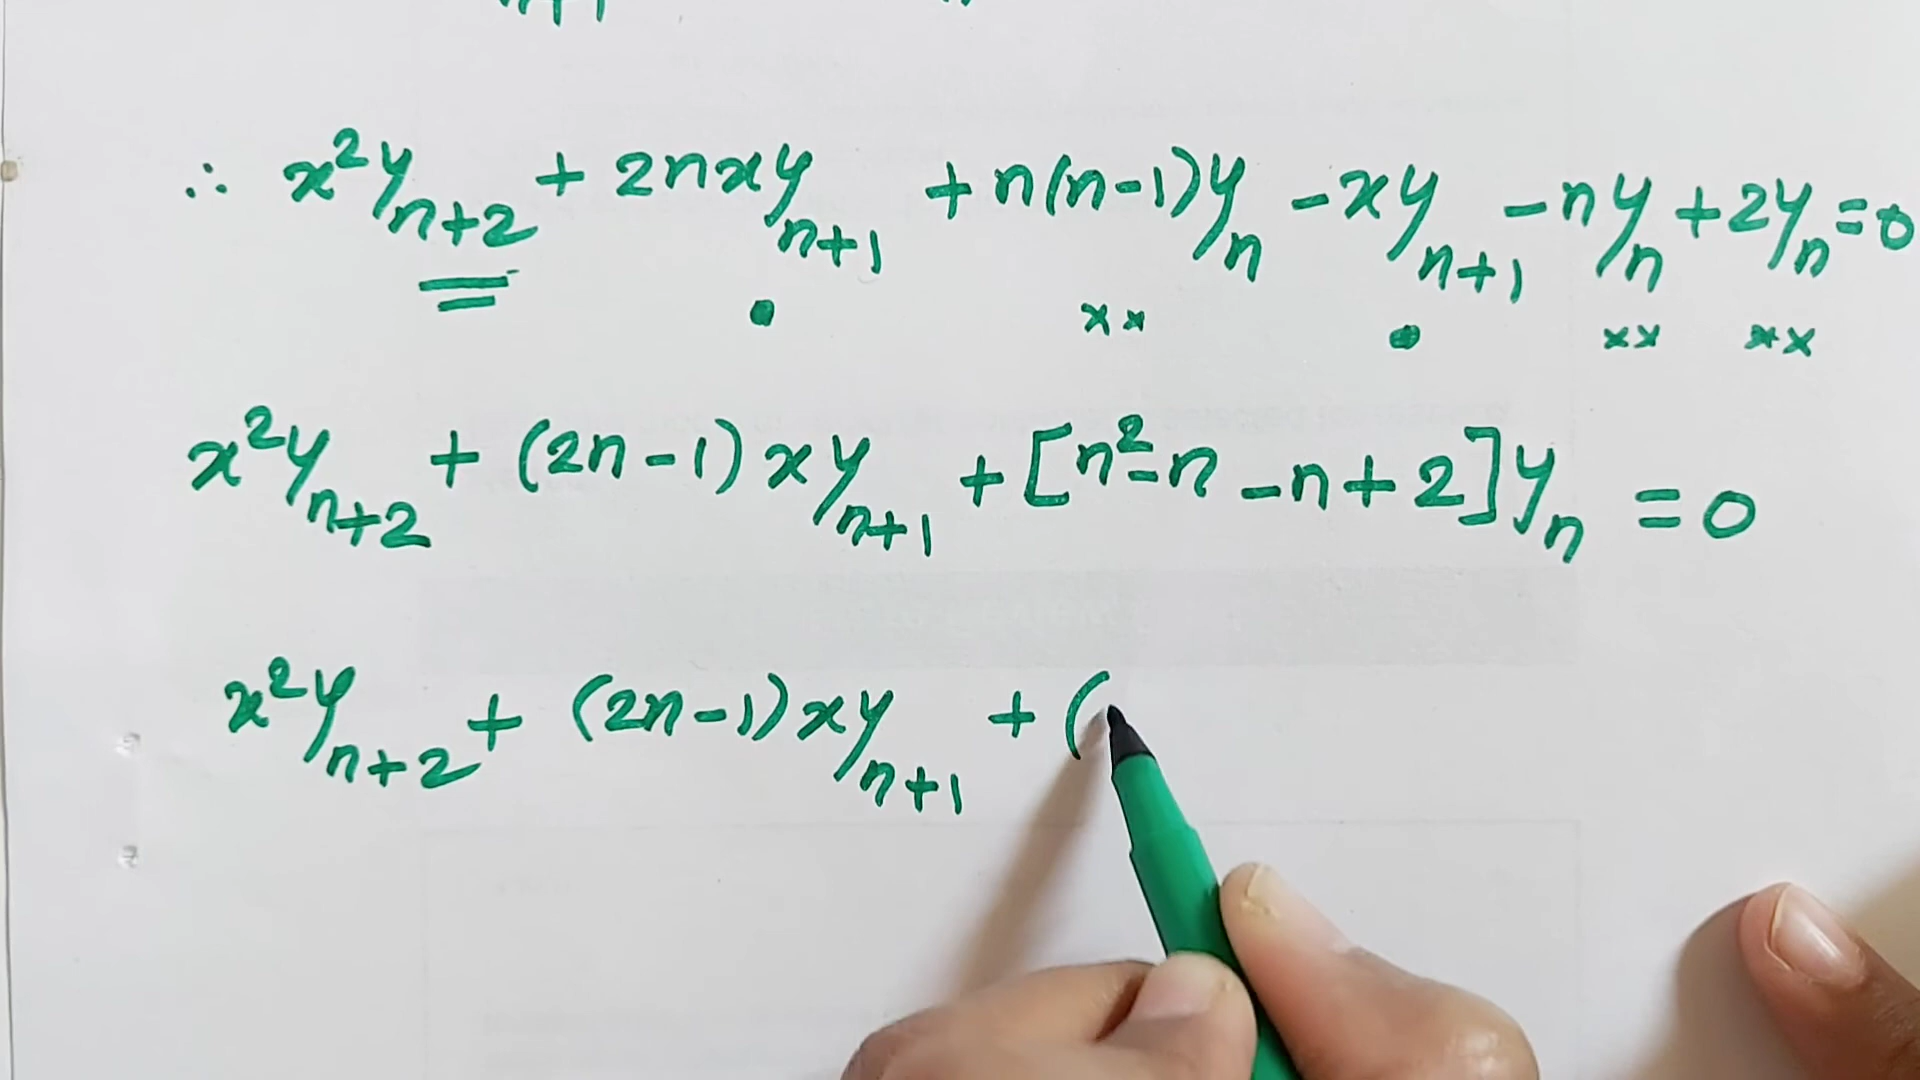 n+1 n
∴ x²y_{n+2} + 2nxy_{n+1} + n(n-1)y_n - xy_{n+1} - ny_n + 2y_n = 0
• ×× • ×× ××
x²y_{n+2} + (2n-1)xy_{n+1} + [n²-n-n+2]y_n = 0
x²y_{n+2} + (2n-1)xy_{n+1} + (